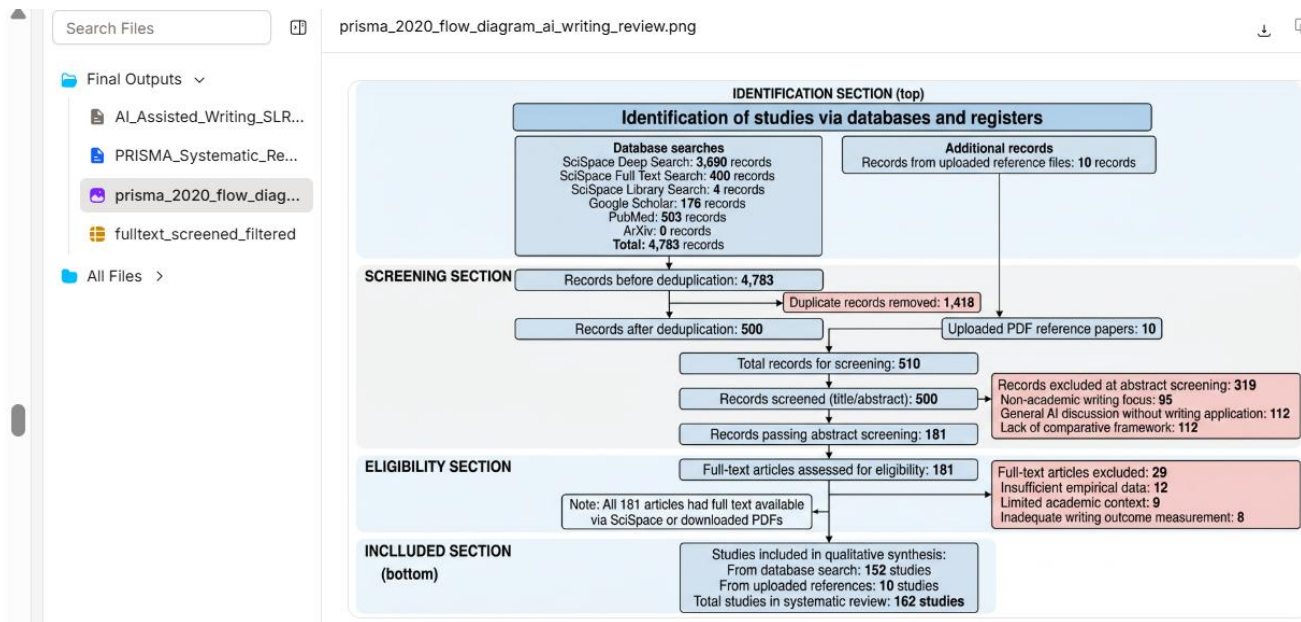 Search Files
prisma_2020_flow_diagram_ai_writing_review.png
Final Outputs
AI_Assisted_Writing_SLR...
PRISMA_Systematic_Re...
prisma_2020_flow_diag...
fulltext_screened_filtered
All Files
IDENTIFICATION SECTION (top)
Identification of studies via databases and registers
Database searches
SciSpace Deep Search: 3,690 records
SciSpace Full Text Search: 400 records
SciSpace Library Search: 4 records
Google Scholar: 176 records
PubMed: 503 records
ArXiv: 0 records
Total: 4,783 records
Additional records
Records from uploaded reference files: 10 records
SCREENING SECTION
Records before deduplication: 4,783
Duplicate records removed: 1,418
Records after deduplication: 500
Uploaded PDF reference papers: 10
Total records for screening: 510
Records screened (title/abstract): 500
Records excluded at abstract screening: 319
Non-academic writing focus: 95
General AI discussion without writing application: 112
Lack of comparative framework: 112
Records passing abstract screening: 181
ELIGIBILITY SECTION
Full-text articles assessed for eligibility: 181
Full-text articles excluded: 29
Insufficient empirical data: 12
Limited academic context: 9
Inadequate writing outcome measurement: 8
Note: All 181 articles had full text available
via SciSpace or downloaded PDFs
INCLLUDED SECTION
(bottom)
Studies included in qualitative synthesis:
From database search: 152 studies
From uploaded references: 10 studies
Total studies in systematic review: 162 studies